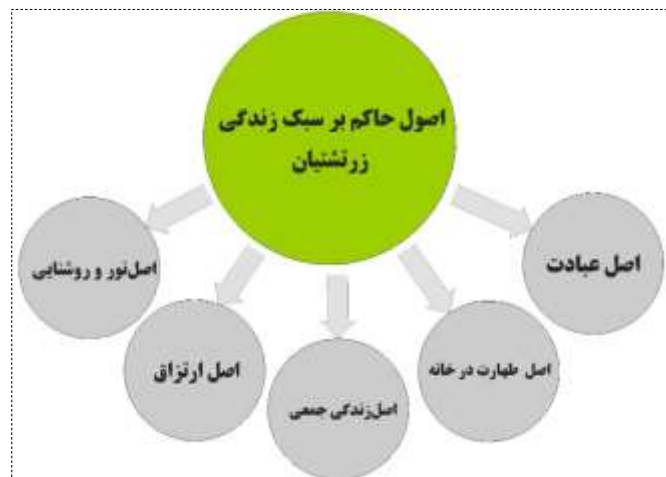 اصول حاکم بر سبک زندگی
زرتشتیان
اصل عبادت
اصل طهارت در خانه
اصل‌زندگی جمعی
اصل ارتزاق
اصل‌نور و روشنایی